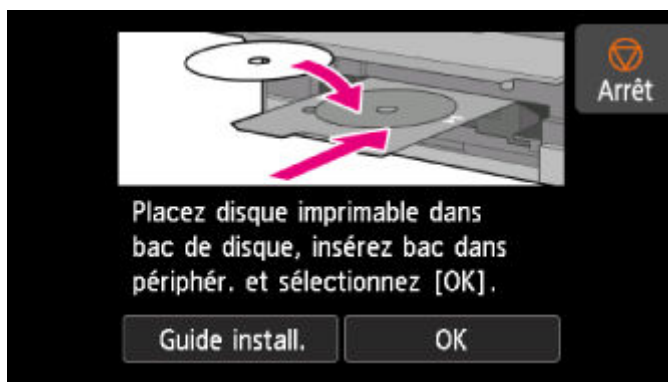 Arrêt
Placez disque imprimable dans
bac de disque, insérez bac dans
périphér. et sélectionnez [OK].
Guide install.
OK